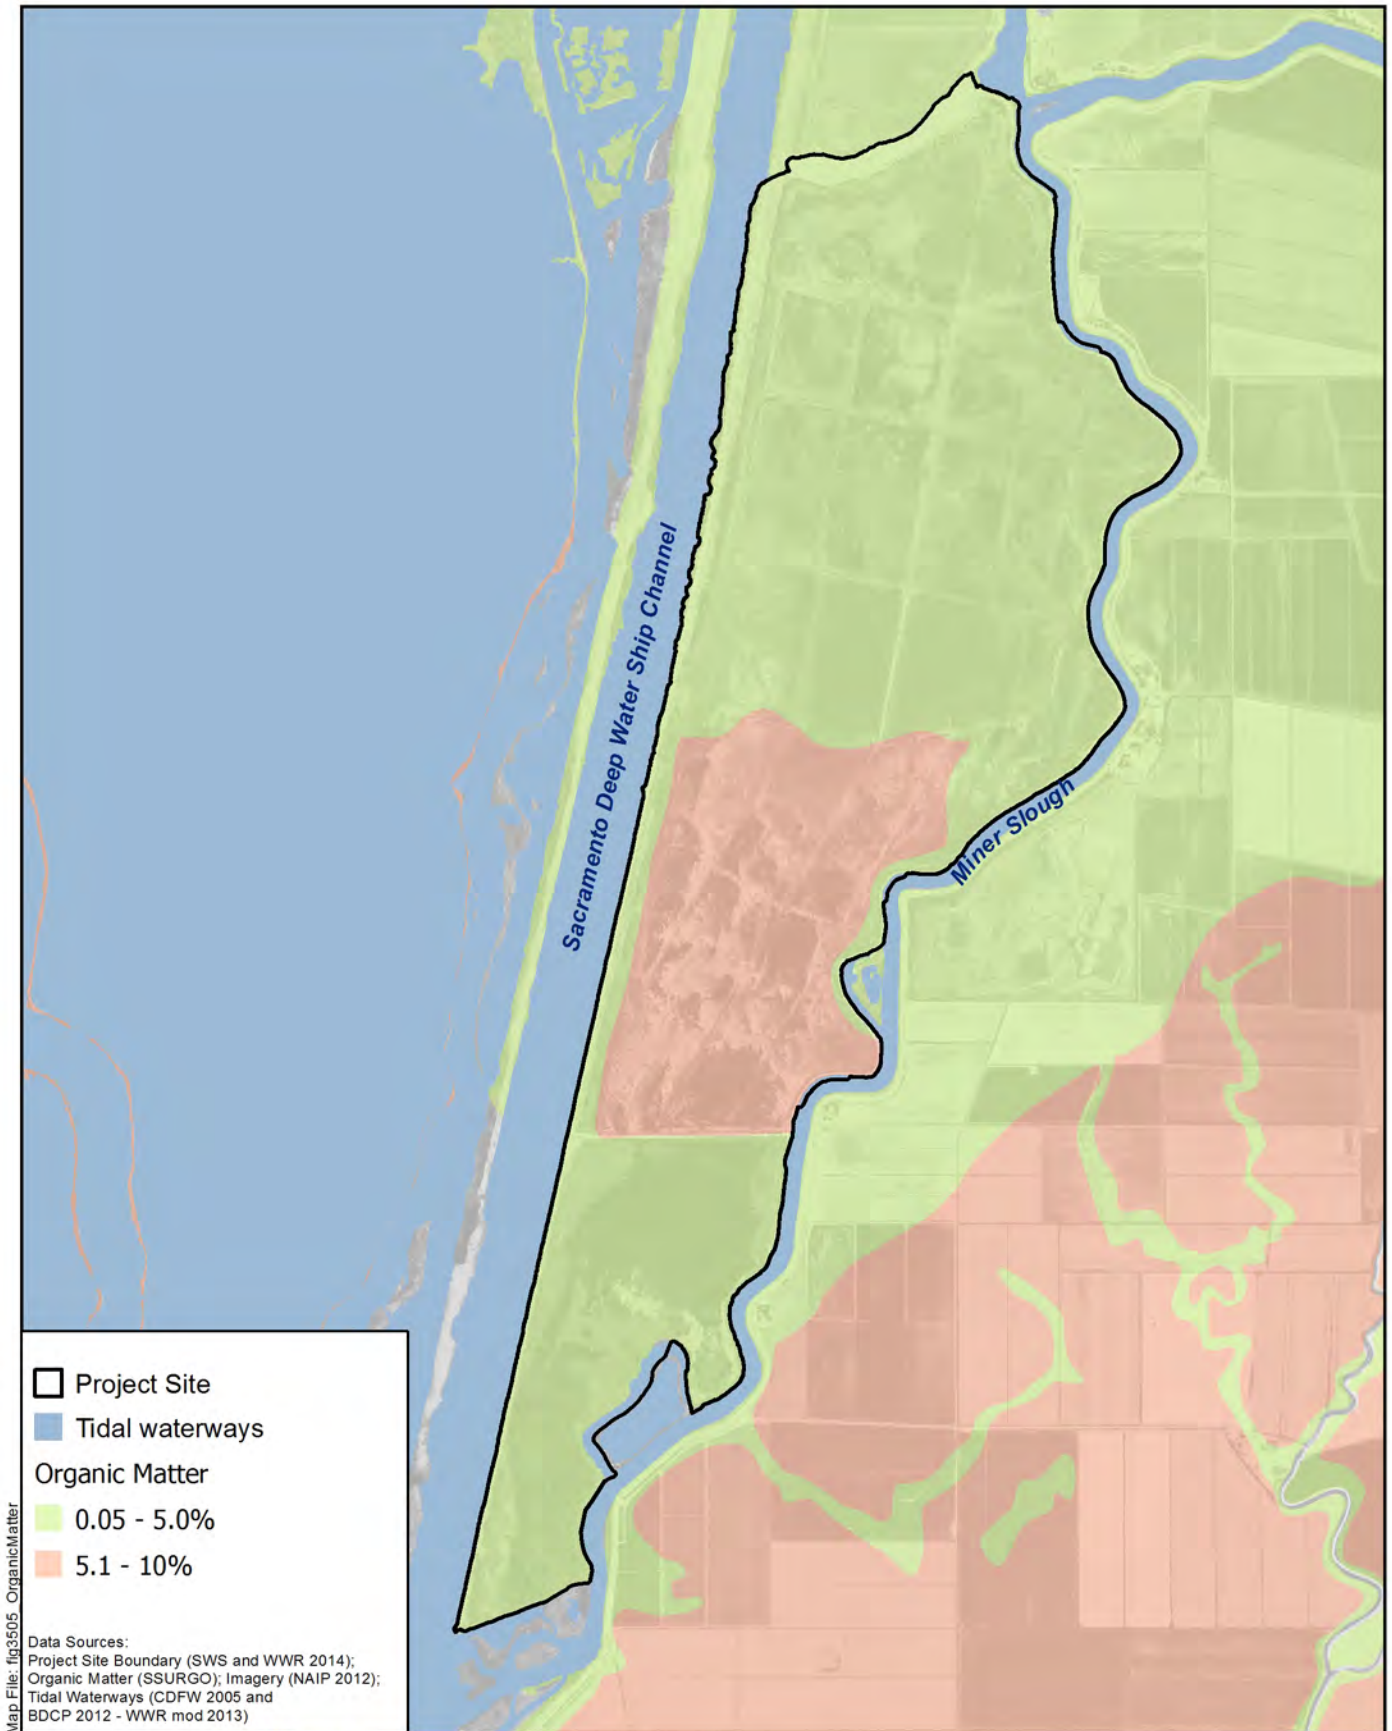 Sacramento Deep Water Ship Channel
Miner Slough
Project Site
Tidal waterways
Organic Matter
0.05 - 5.0%
5.1 - 10%
Data Sources:
Project Site Boundary (SWS and WWR 2014);
Organic Matter (SSURGO); Imagery (NAIP 2012);
Tidal Waterways (CDFW 2005 and
BDCP 2012 - WWR mod 2013)
Map File: fig3505_OrganicMatter